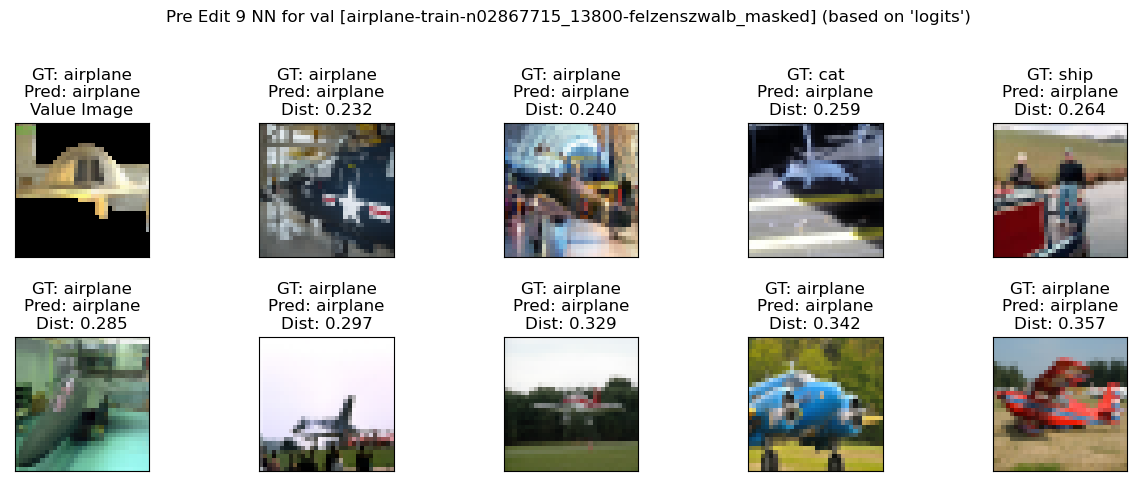 Pre Edit 9 NN for val [airplane-train-n02867715_13800-felzenszwalb_masked] (based on 'logits')
GT: airplane
Pred: airplane
Value Image
GT: airplane
Pred: airplane
Dist: 0.232
GT: airplane
Pred: airplane
Dist: 0.240
GT: cat
Pred: airplane
Dist: 0.259
GT: ship
Pred: airplane
Dist: 0.264
GT: airplane
Pred: airplane
Dist: 0.285
GT: airplane
Pred: airplane
Dist: 0.297
GT: airplane
Pred: airplane
Dist: 0.329
GT: airplane
Pred: airplane
Dist: 0.342
GT: airplane
Pred: airplane
Dist: 0.357